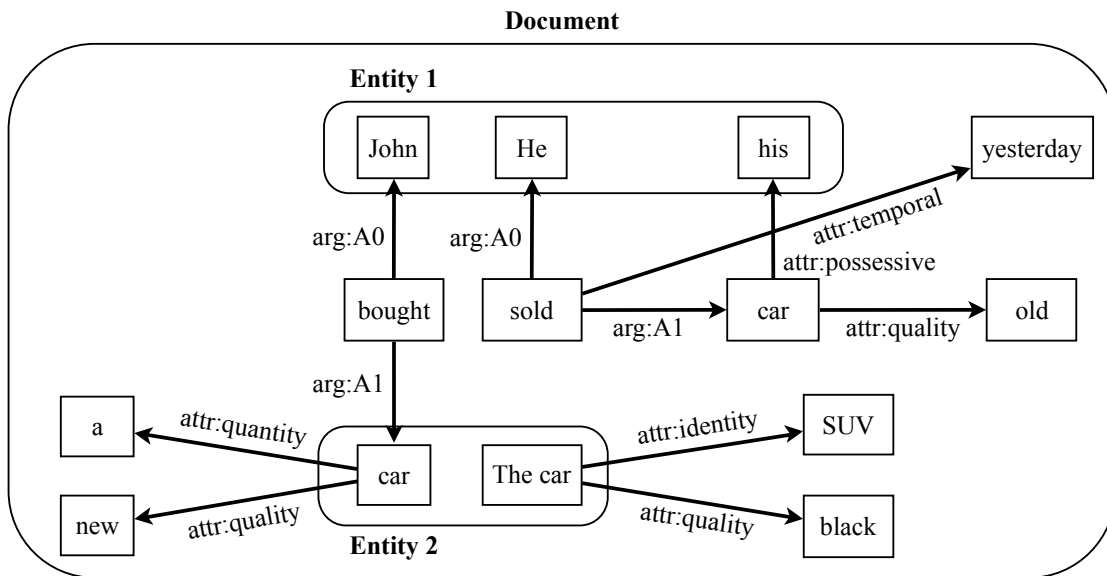 Document
Entity 1
John
He
his
yesterday
arg:A0
arg:A0
attr:temporal
attr:possessive
bought
sold
car
old
arg:A1
attr:quality
arg:A1
a
attr:quantity
attr:identity
SUV
car
The car
new
attr:quality
attr:quality
black
Entity 2